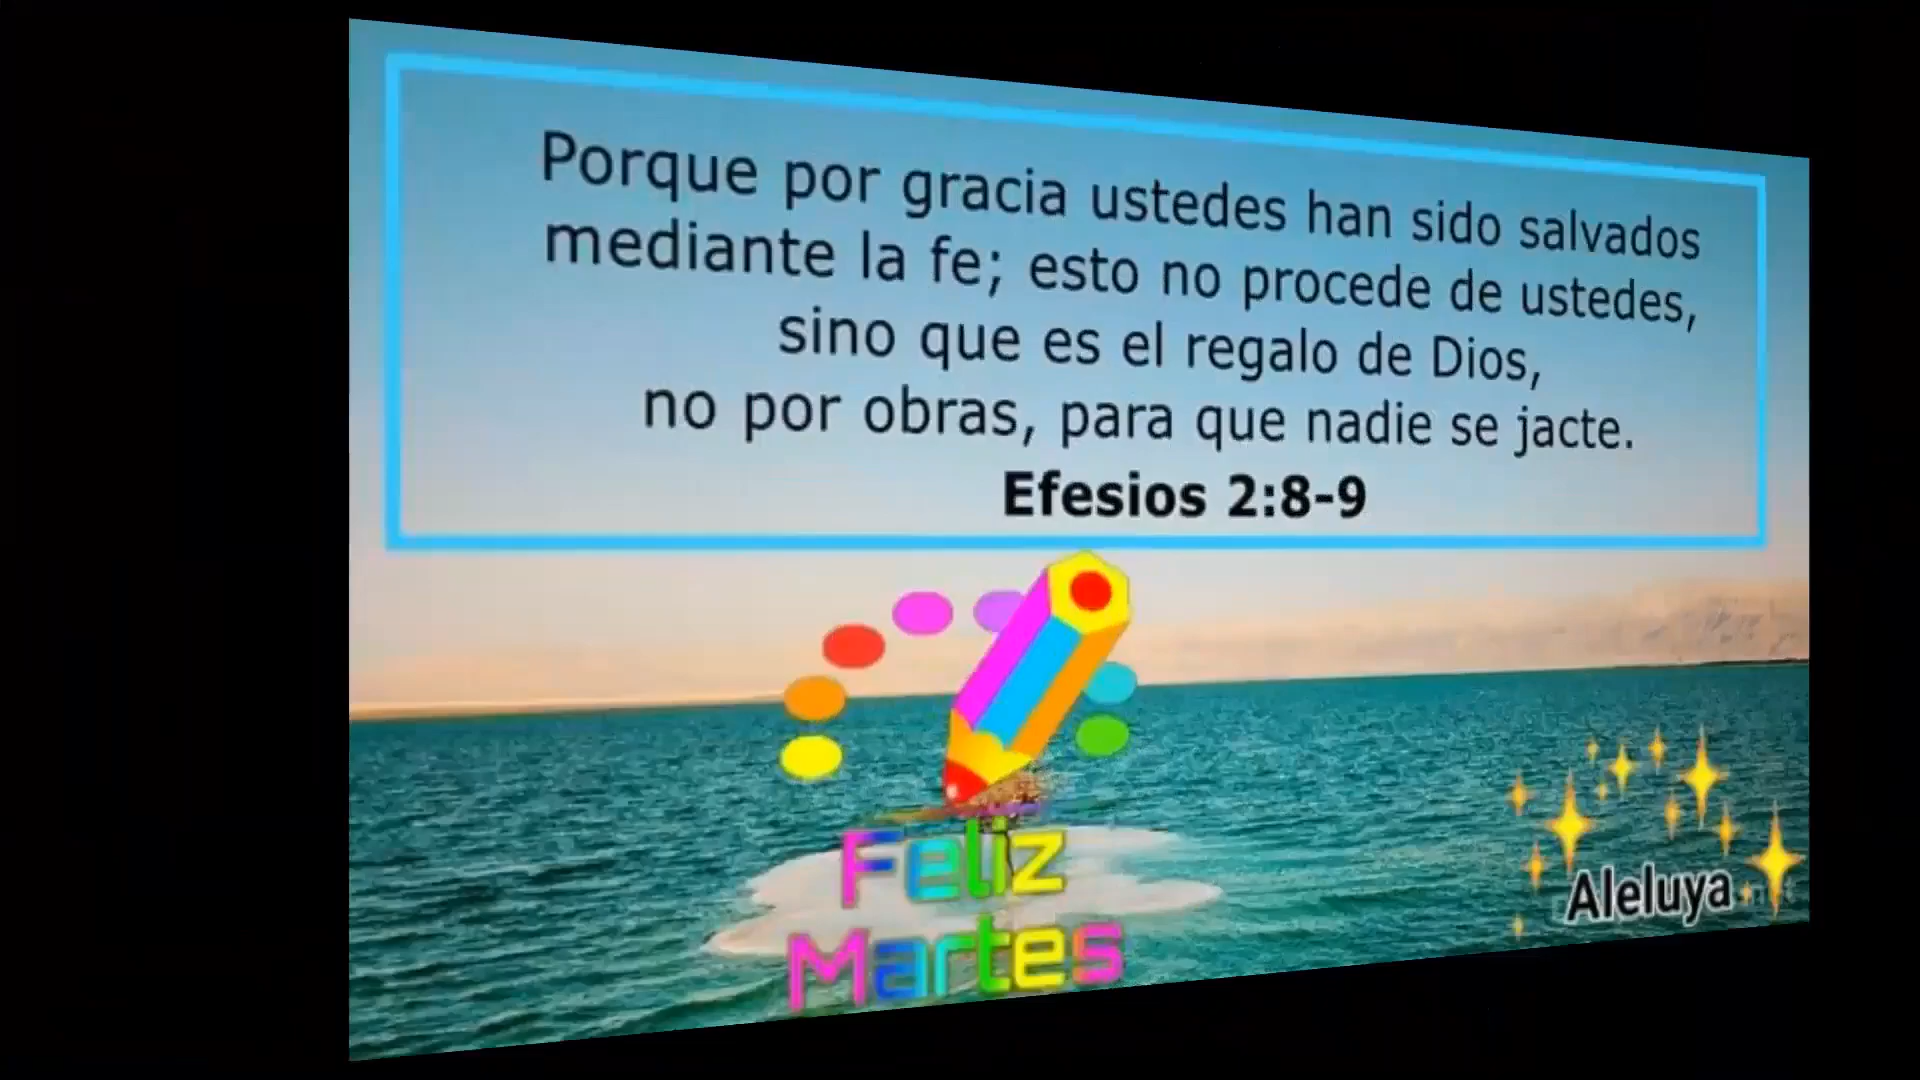 Porque por gracia ustedes han sido salvados
mediante la fe; esto no procede de ustedes,
sino que es el regalo de Dios,
no por obras, para que nadie se jacte.
Efesios 2:8-9
Feliz
Martes
Aleluya